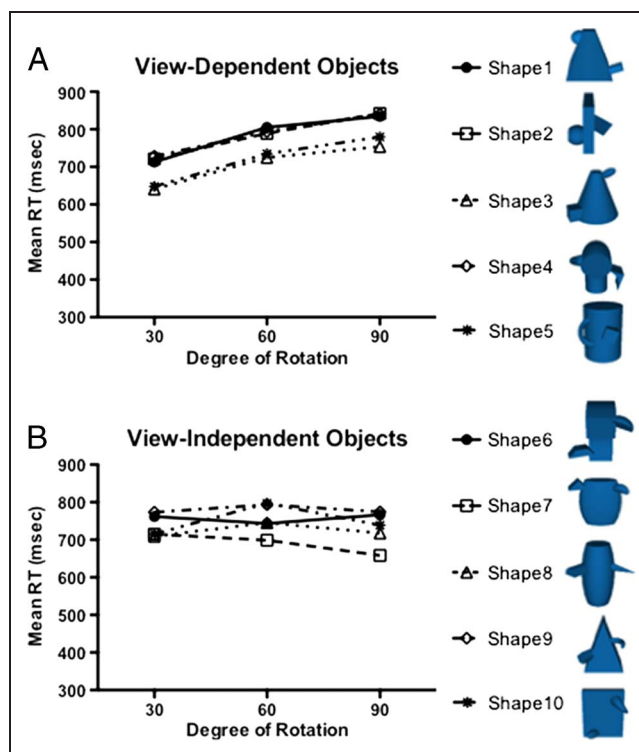 A
View-Dependent Objects
900
800
700
600
500
400
300
Mean RT (msec)
30 60 90
Degree of Rotation
Shape1
Shape2
Shape3
Shape4
Shape5
B
View-Independent Objects
900
800
700
600
500
400
300
Mean RT (msec)
30 60 90
Degree of Rotation
Shape6
Shape7
Shape8
Shape9
Shape10